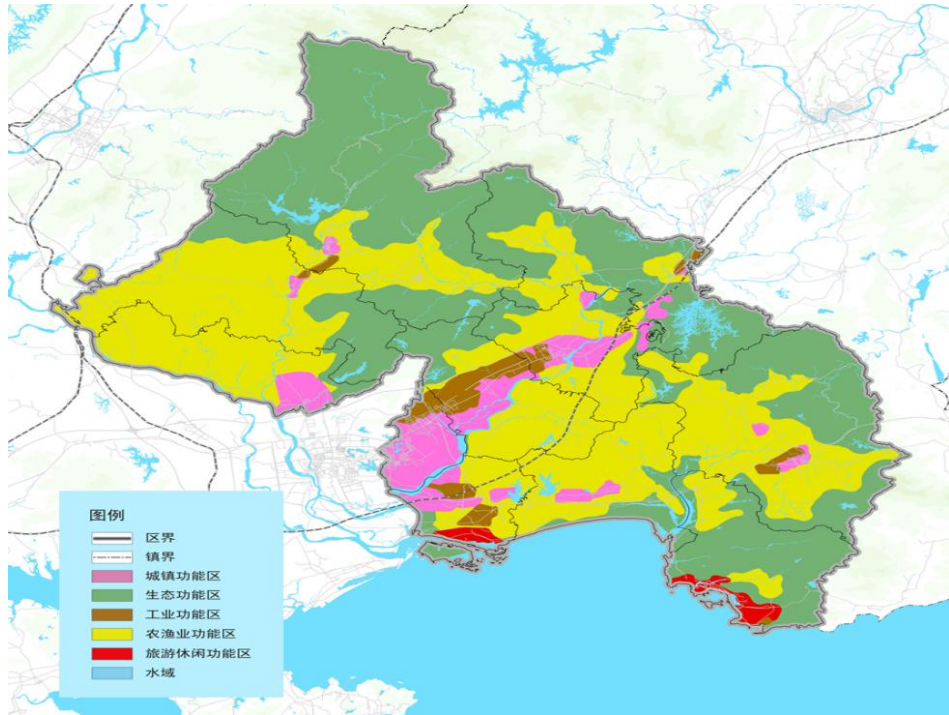 图例
区界
镇界
城镇功能区
生态功能区
工业功能区
农渔业功能区
旅游休闲功能区
水域